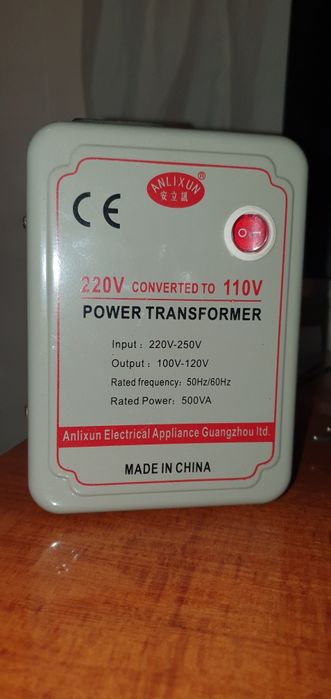 ANLIXUN ®
安立訊
CE
O I
220V CONVERTED TO 110V
POWER TRANSFORMER
Input : 220V-250V
Output : 100V-120V
Rated frequency: 50Hz/60Hz
Rated Power: 500VA
Anlixun Electrical Appliance Guangzhou ltd.
MADE IN CHINA